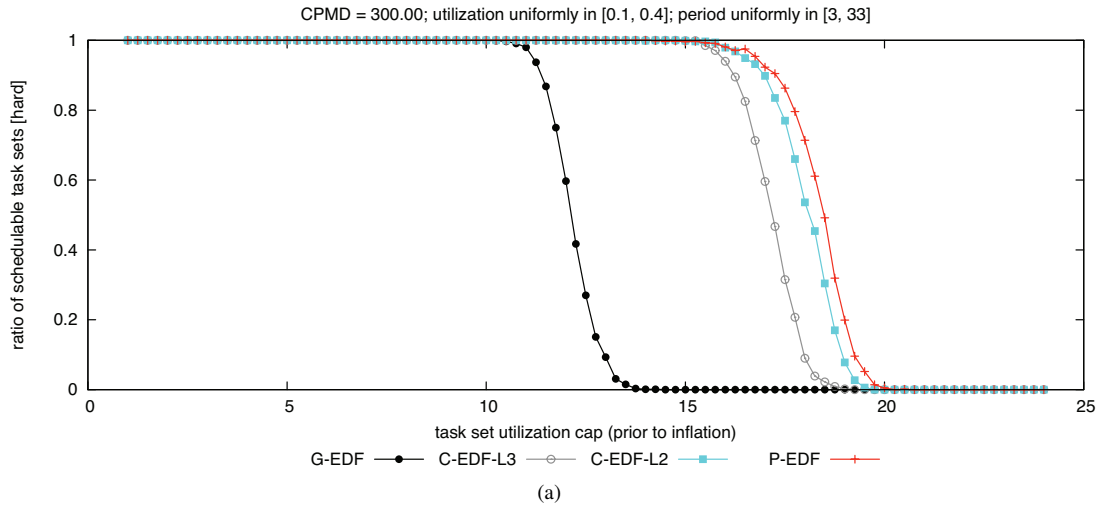 CPMD = 300.00; utilization uniformly in [0.1, 0.4]; period uniformly in [3, 33]
1
0.8
0.6
0.4
0.2
0
ratio of schedulable task sets [hard]
0 5 10 15 20 25
task set utilization cap (prior to inflation)
G-EDF C-EDF-L3 C-EDF-L2 P-EDF
(a)